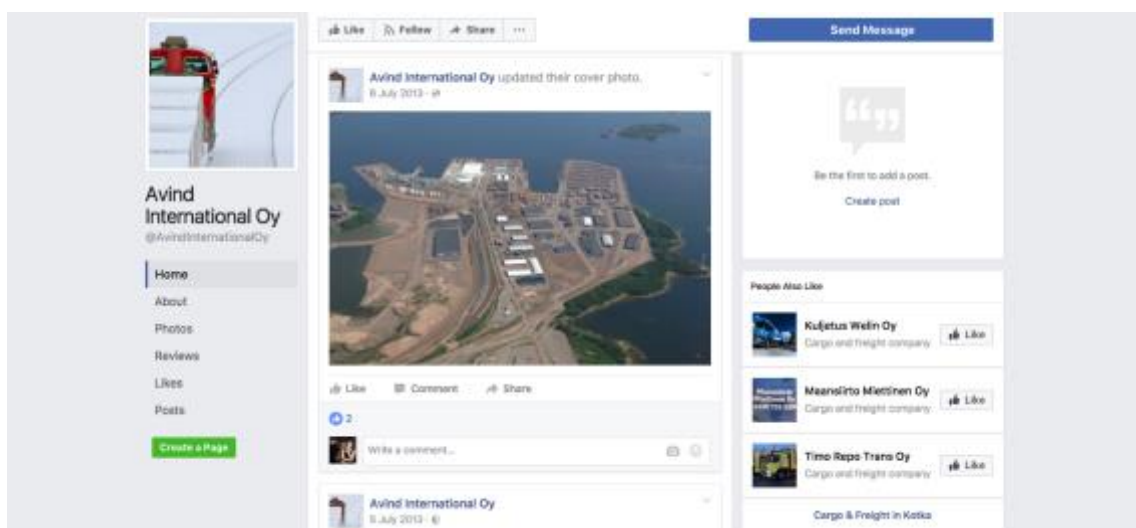 Like Follow Share ...
Send Message
Avind International Oy updated their cover photo.
8 July 2013
Avind
International Oy
@AvindInternationalOy
Home
About
Photos
Reviews
Likes
Posts
Create a Page
Like Comment Share
2
Write a comment...
Avind International Oy
8 July 2013
Be the first to add a post.
Create post
People Also Like
Kuljetus Welin Oy
Cargo and freight company
Like
Maansiirto Miettinen Oy
Cargo and freight company
Like
Timo Repo Trans Oy
Cargo and freight company
Like
Cargo & Freight in Kotka